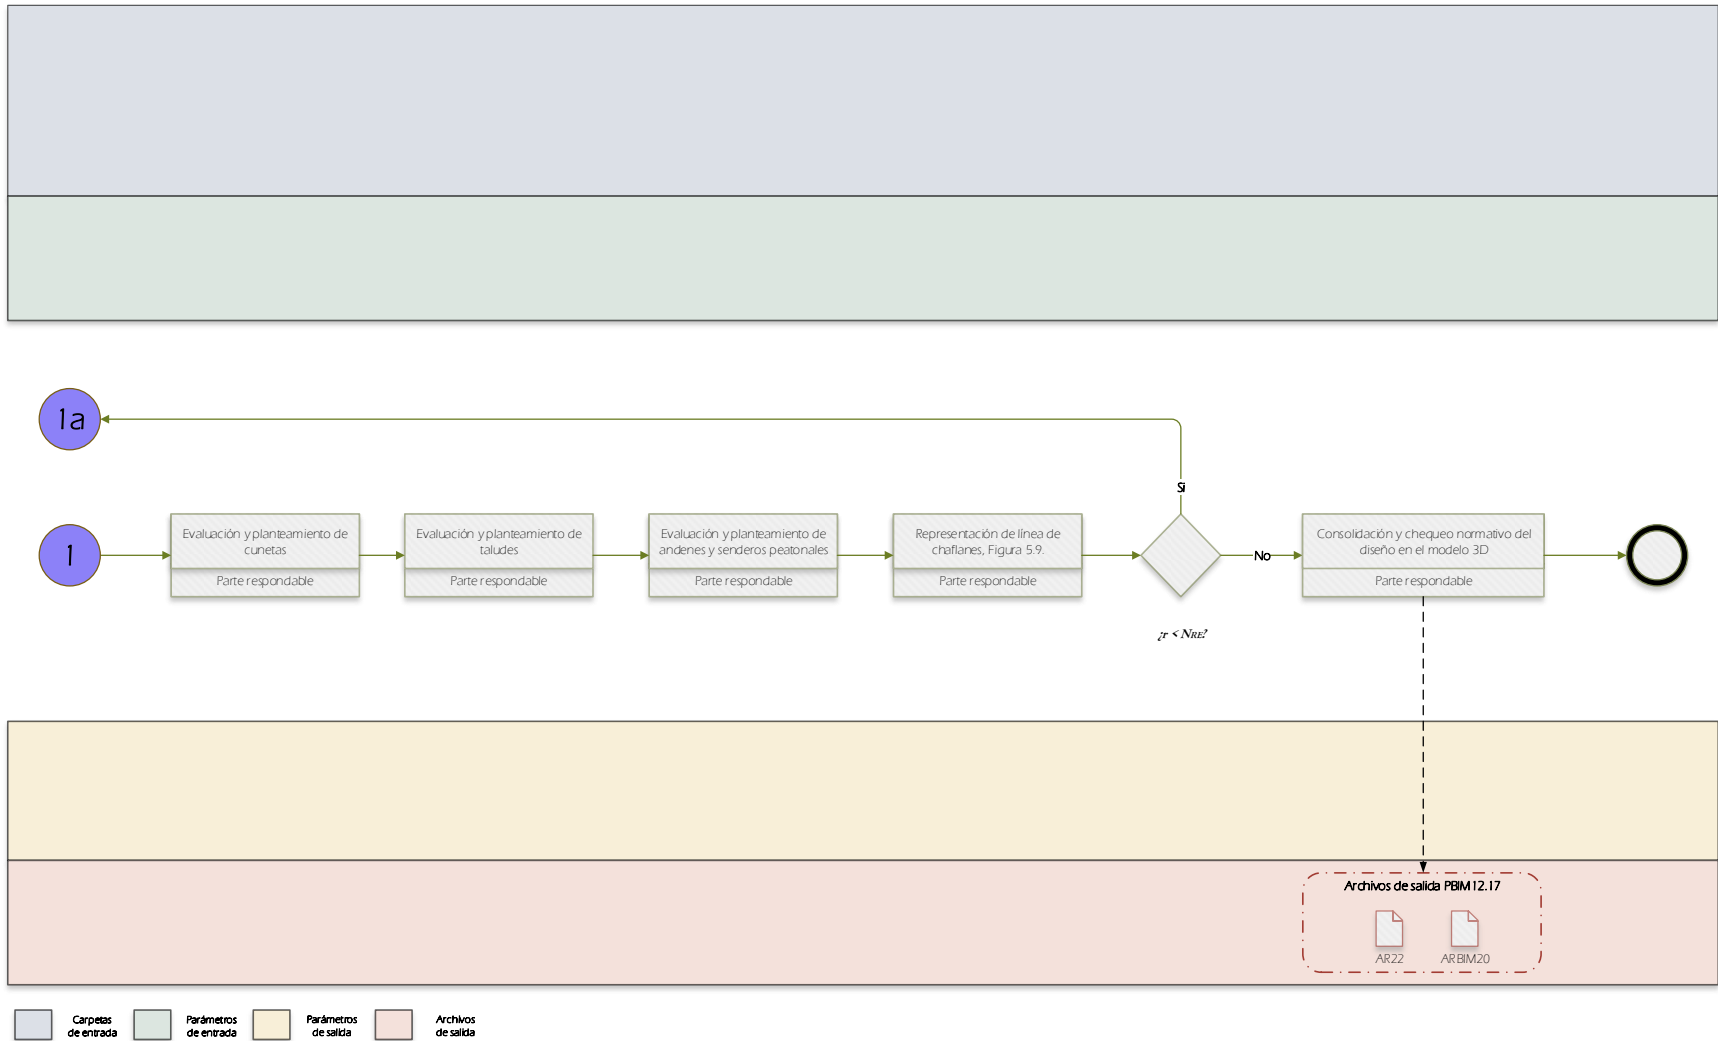 1a
Si
1
Evaluación y planteamiento de
cunetas
Parte respondable
Evaluación y planteamiento de
taludes
Parte respondable
Evaluación y planteamiento de
andenes y senderos peatonales
Parte respondable
Representación de línea de
chaflanes, Figura 5.9.
Parte respondable
No
Consolidación y chequeo normativo del
diseño en el modelo 3D
Parte respondable
¿r < NRE?
Archivos de salida PBIM12.17
AR22
ARBIM20
Carpetas
de entrada
Parámetros
de entrada
Parámetros
de salida
Archivos
de salida